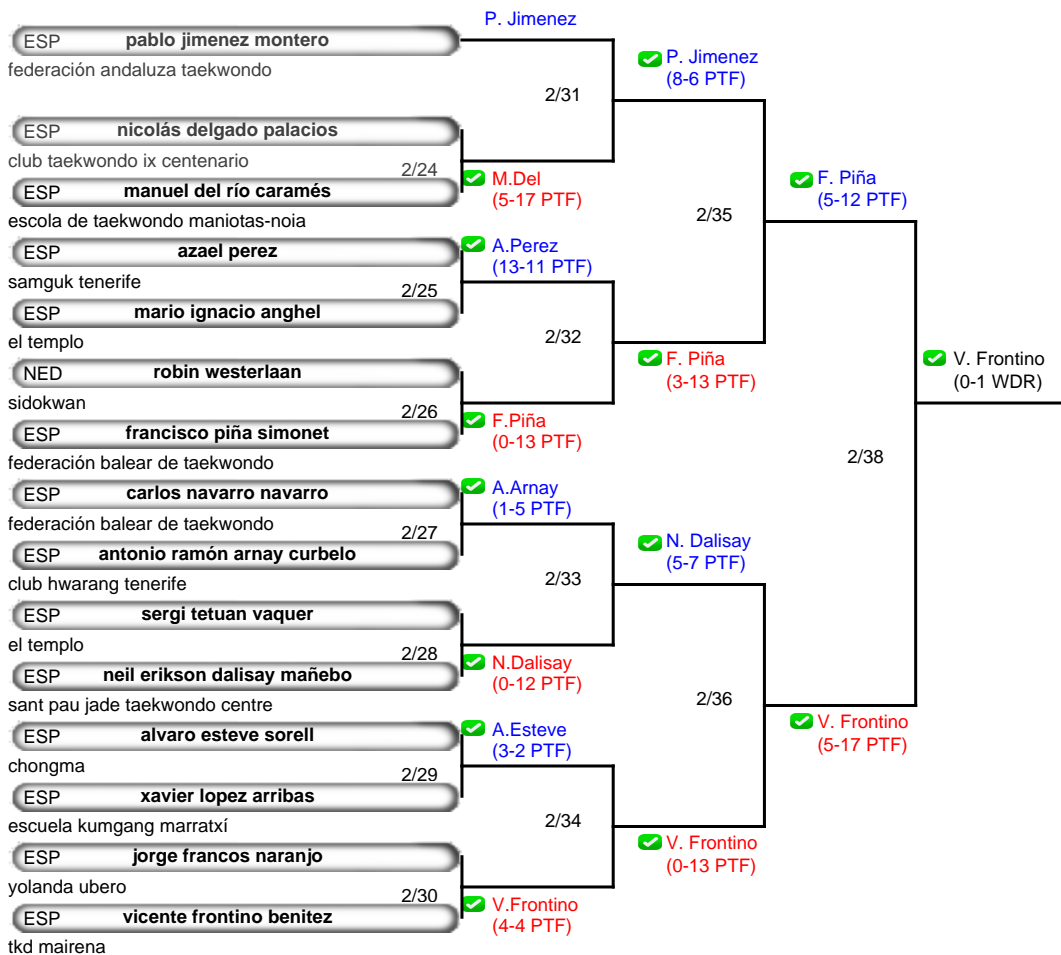 P. Jimenez
ESP pablo jimenez montero
federación andaluza taekwondo
P. Jimenez
(8-6 PTF)
2/31
ESP nicolás delgado palacios
club taekwondo ix centenario
2/24
M.Del
(5-17 PTF)
ESP manuel del río caramés
escola de taekwondo maniotas-noia
F. Piña
(5-12 PTF)
2/35
ESP azael perez
A.Perez
(13-11 PTF)
samguk tenerife
2/25
ESP mario ignacio anghel
el templo
2/32
F. Piña
(3-13 PTF)
V. Frontino
(0-1 WDR)
NED robin westerlaan
sidokwan
2/26
F.Piña
(0-13 PTF)
ESP francisco piña simonet
federación balear de taekwondo
2/38
ESP carlos navarro navarro
A.Arnay
(1-5 PTF)
federación balear de taekwondo
2/27
ESP antonio ramón arnay curbelo
club hwarang tenerife
N. Dalisay
(5-7 PTF)
2/33
ESP sergi tetuan vaquer
el templo
2/28
N.Dalisay
(0-12 PTF)
ESP neil erikson dalisay mañebo
sant pau jade taekwondo centre
2/36
V. Frontino
(5-17 PTF)
ESP alvaro esteve sorell
A.Esteve
(3-2 PTF)
chongma
2/29
ESP xavier lopez arribas
escuela kumgang marratxí
2/34
V. Frontino
(0-13 PTF)
ESP jorge francos naranjo
yolanda ubero
2/30
V.Frontino
(4-4 PTF)
ESP vicente frontino benitez
tkd mairena